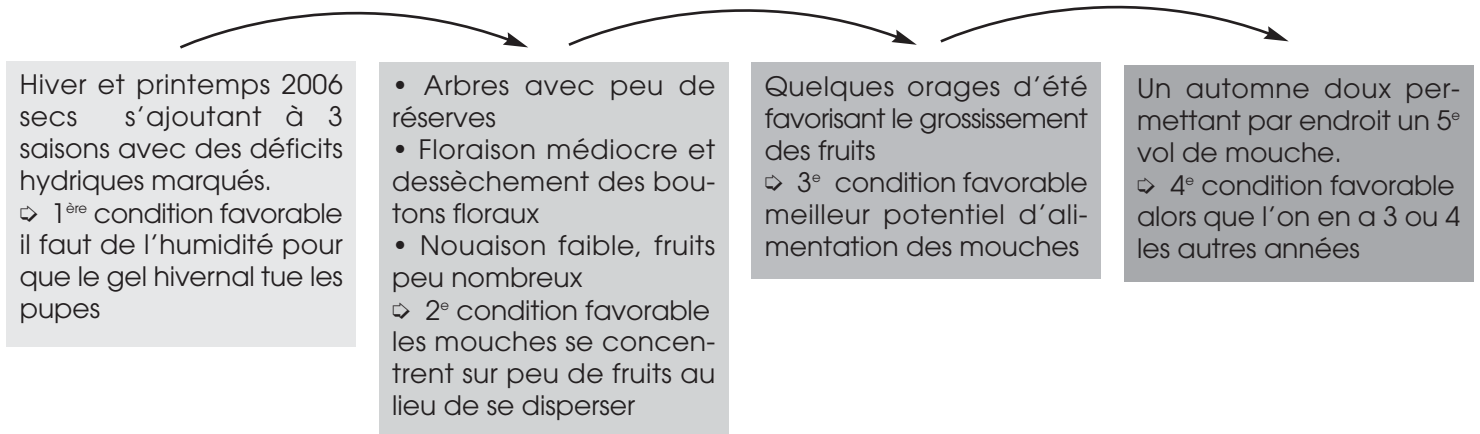 Hiver et printemps 2006
secs s’ajoutant à 3
saisons avec des déficits
hydriques marqués.
➪ 1ère condition favorable
il faut de l’humidité pour
que le gel hivernal tue les
pupes
• Arbres avec peu de
réserves
• Floraison médiocre et
dessèchement des bou-
tons floraux
• Nouaison faible, fruits
peu nombreux
➪ 2e condition favorable
les mouches se concen-
trent sur peu de fruits au
lieu de se disperser
Quelques orages d’été
favorisant le grossissement
des fruits
➪ 3e condition favorable
meilleur potentiel d’ali-
mentation des mouches
Un automne doux per-
mettant par endroit un 5e
vol de mouche.
➪ 4e condition favorable
alors que l’on en a 3 ou 4
les autres années